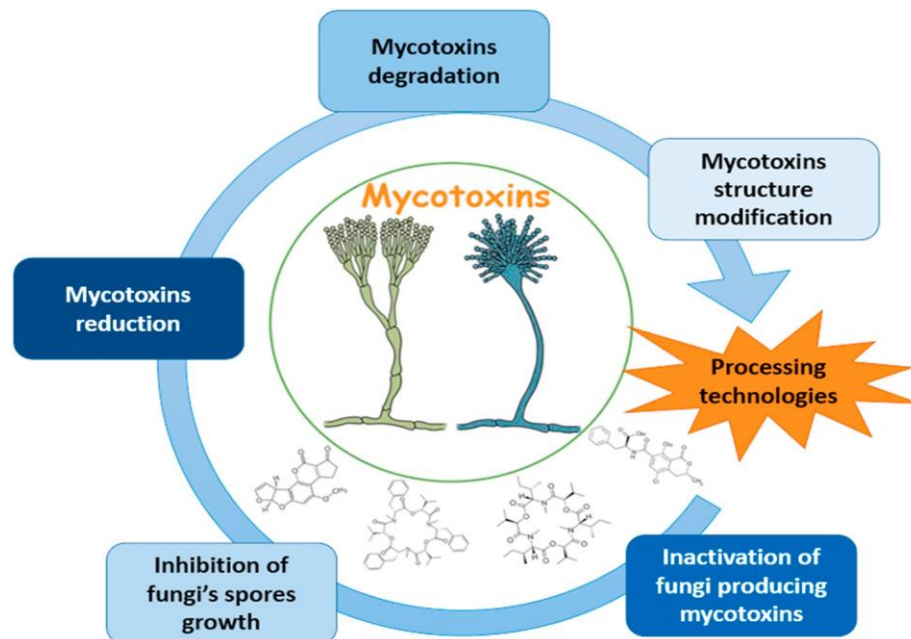 Mycotoxins
degradation
Mycotoxins
structure
modification
Mycotoxins
Mycotoxins
reduction
Processing
technologies
Inhibition of
fungi's spores
growth
Inactivation of
fungi producing
mycotoxins